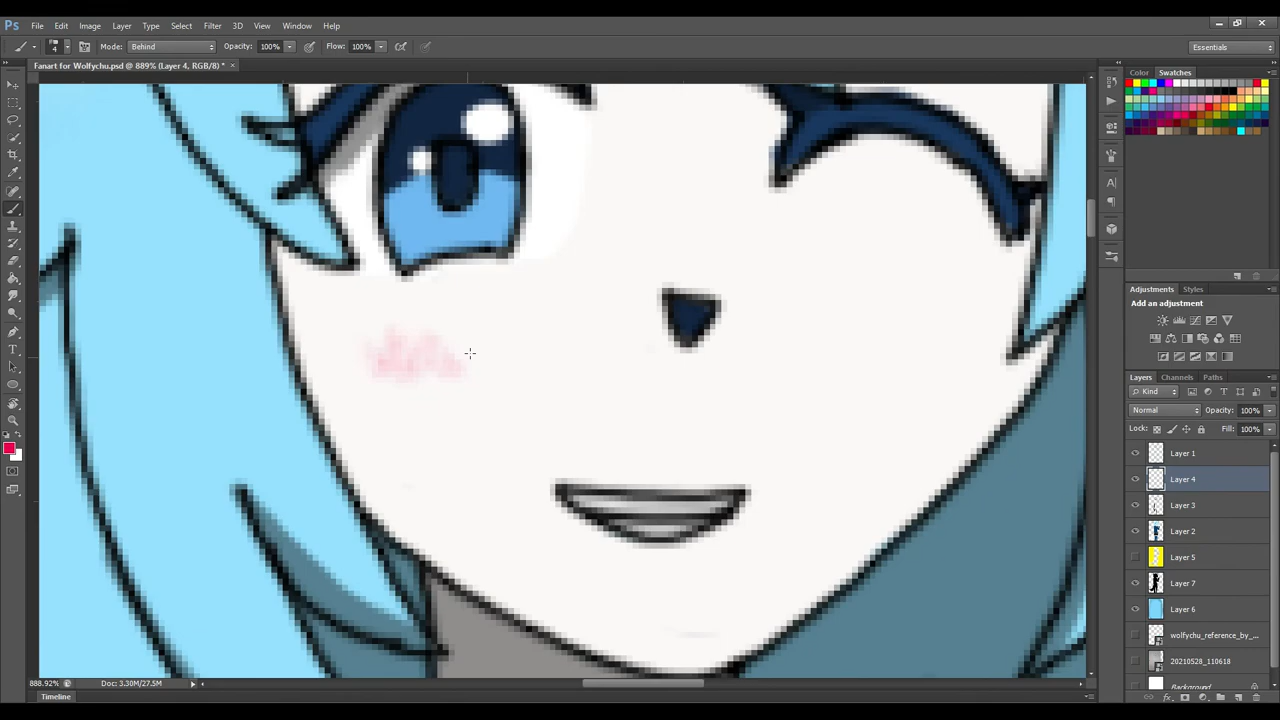 Ps File Edit Image Layer Type Select Filter 3D View Window Help
4 Mode: Behind Opacity: 100% Flow: 100% Essentials
Fanart for Wolfychu.psd @ 889% (Layer 4, RGB/8) * ×
Color Swatches
Adjustments Styles
Add an adjustment
Layers Channels Paths
Kind
Normal Opacity: 100%
Lock: Fill: 100%
Layer 1
Layer 4
Layer 3
Layer 2
Layer 5
Layer 7
Layer 6
wolfychu_reference_by_...
20210528_110618
Background
888.92% Doc: 3.30M/27.5M
Timeline